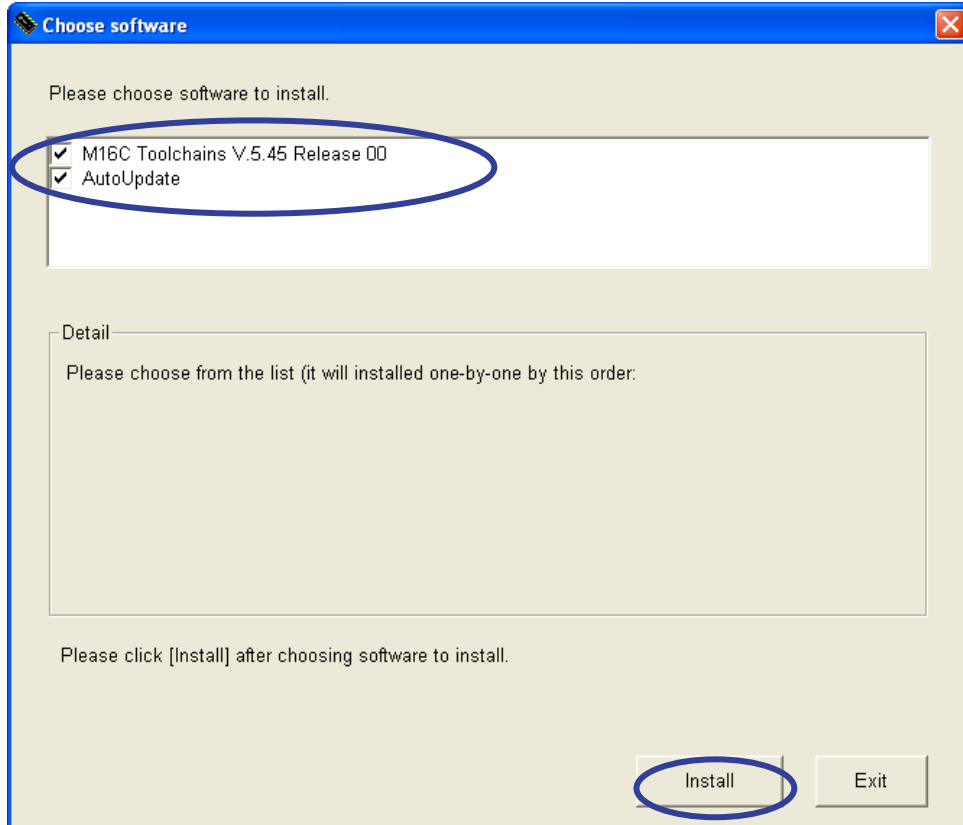 Choose software
Please choose software to install.
M16C Toolchains V.5.45 Release 00
AutoUpdate
Detail
Please choose from the list (it will installed one-by-one by this order:
Please click [Install] after choosing software to install.
Install
Exit